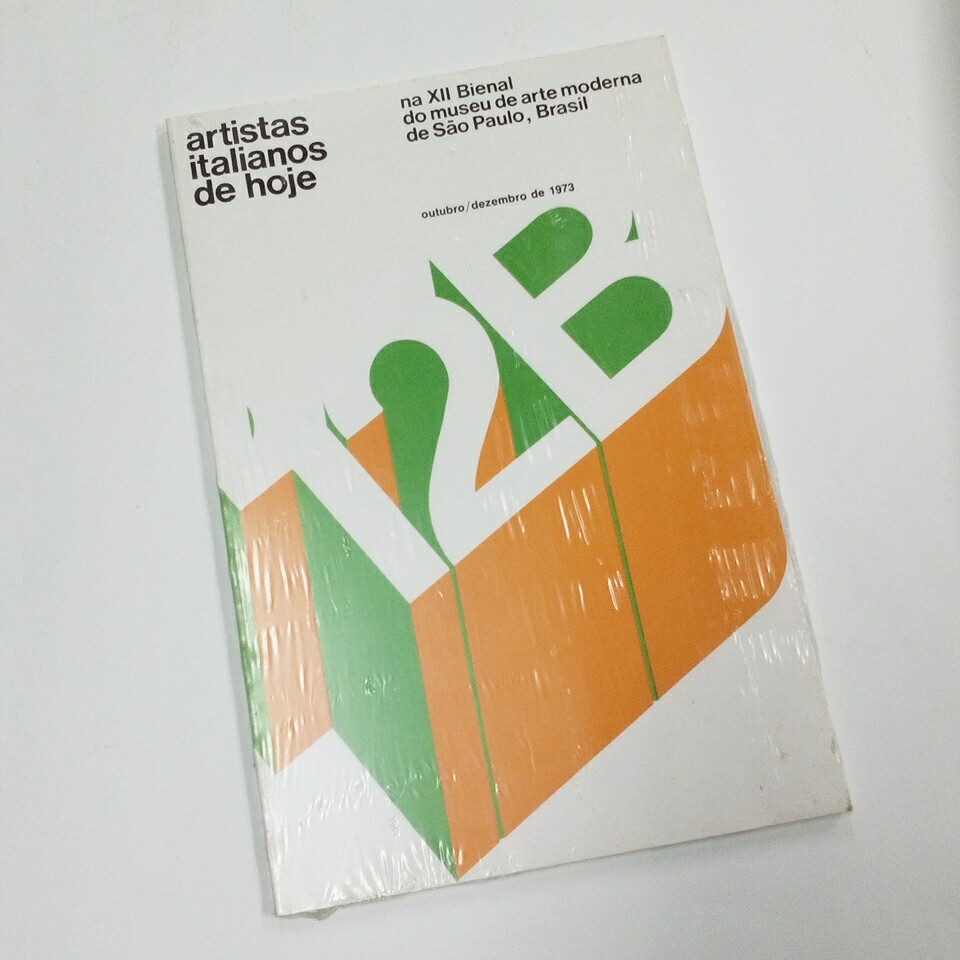 artistas
italianos
de hoje
na XII Bienal
do museu de arte moderna
de São Paulo, Brasil
outubro/dezembro de 1973
12B